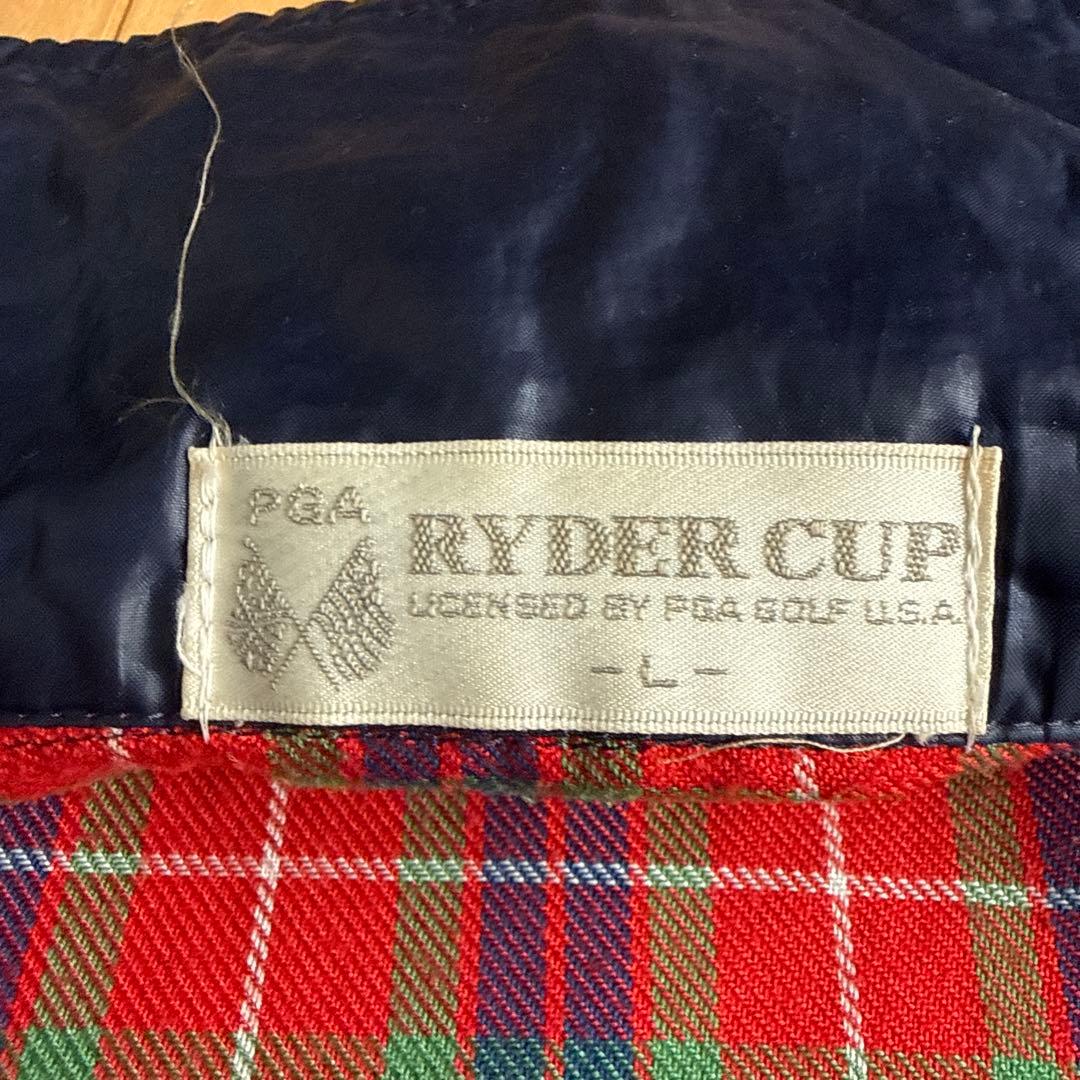 PGA
RYDER CUP
LICENSED BY PGA GOLF U.S.A.
-L-